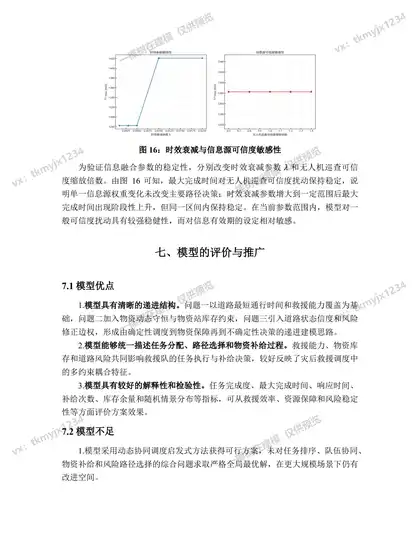 图 16：时效衰减与信息源可信度敏感性
为验证信息融合参数的稳定性，分别改变时效衰减参数 λ 和无人机巡查可信
度缩放倍数。由图 16 可知，最大完成时间对无人机巡查可信度扰动保持稳定，说
明单一信息源权重变化未改变主要路径决策；时效衰减参数增大到一定范围后最大
完成时间出现阶段性上升，但同一区间内保持稳定。在当前参数范围内，模型对一
般可信度扰动具有较强稳健性，而对信息有效期的设定相对敏感。
七、模型的评价与推广
7.1 模型优点
1.模型具有清晰的递进结构。问题一以道路最短通行时间和救援能力覆盖为基
础，问题二加入物资动态守恒与物资站库存约束，问题三引入道路状态信度和风险
修正边权，形成由确定性调度到物资保障再到不确定性决策的递进建模思路。
2.模型能够统一描述任务分配、路径选择和物资补给过程。救援能力、物资库
存和道路风险共同影响救援队的任务执行与补给决策，较好反映了灾后救援调度中
的多约束耦合特征。
3.模型具有较好的解释性和检验性。任务完成度、最大完成时间、响应时间、
补给次数、库存余量和随机情景分布等指标，可从救援效率、资源保障和风险稳定
性等方面评价方案效果。
7.2 模型不足
1.模型采用动态协同调度启发式方法获得可行方案，未对任务排序、队伍协同、
物资补给和风险路径选择的综合问题求取严格全局最优解，在更大规模场景下仍有
改进空间。
vx: tkmyjx1234
仅供预览